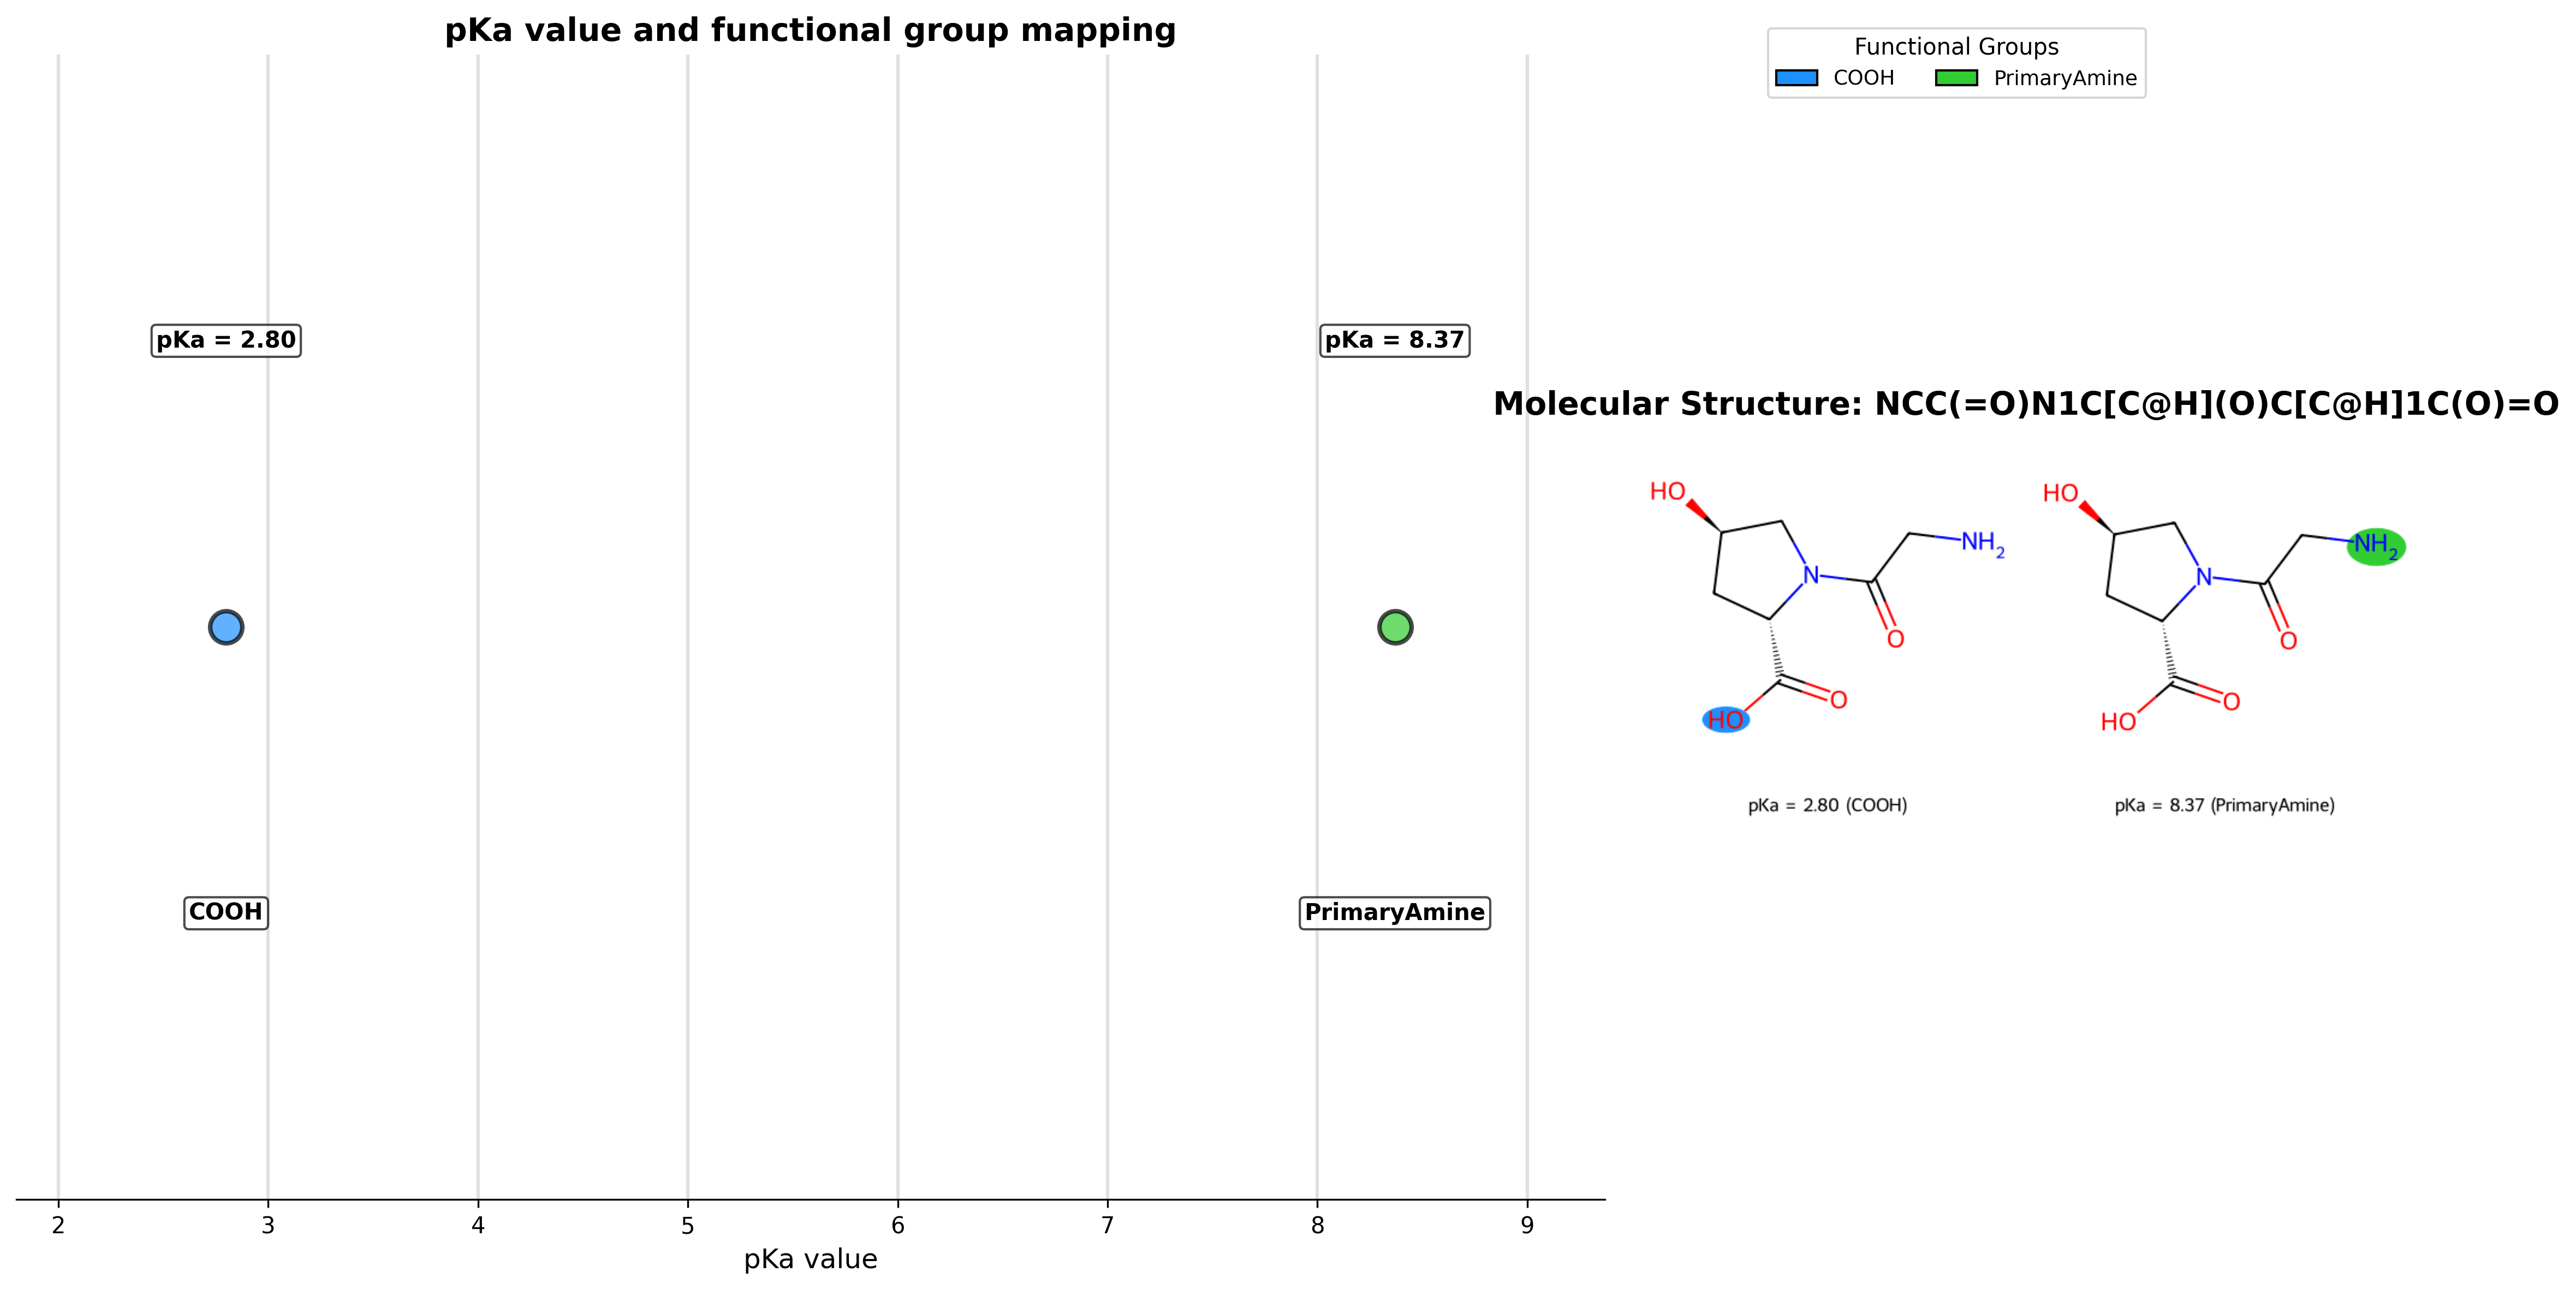 pKa value and functional group mapping
pKa = 2.80
pKa = 8.37
COOH
PrimaryAmine
2 3 4 5 6 7 8 9
pKa value
Functional Groups
COOH PrimaryAmine
Molecular Structure: NCC(=O)N1C[C@H](O)C[C@H]1C(O)=O
HO
N
NH2
O
O
HO
pKa = 2.80 (COOH)
HO
N
NH2
O
O
HO
pKa = 8.37 (PrimaryAmine)